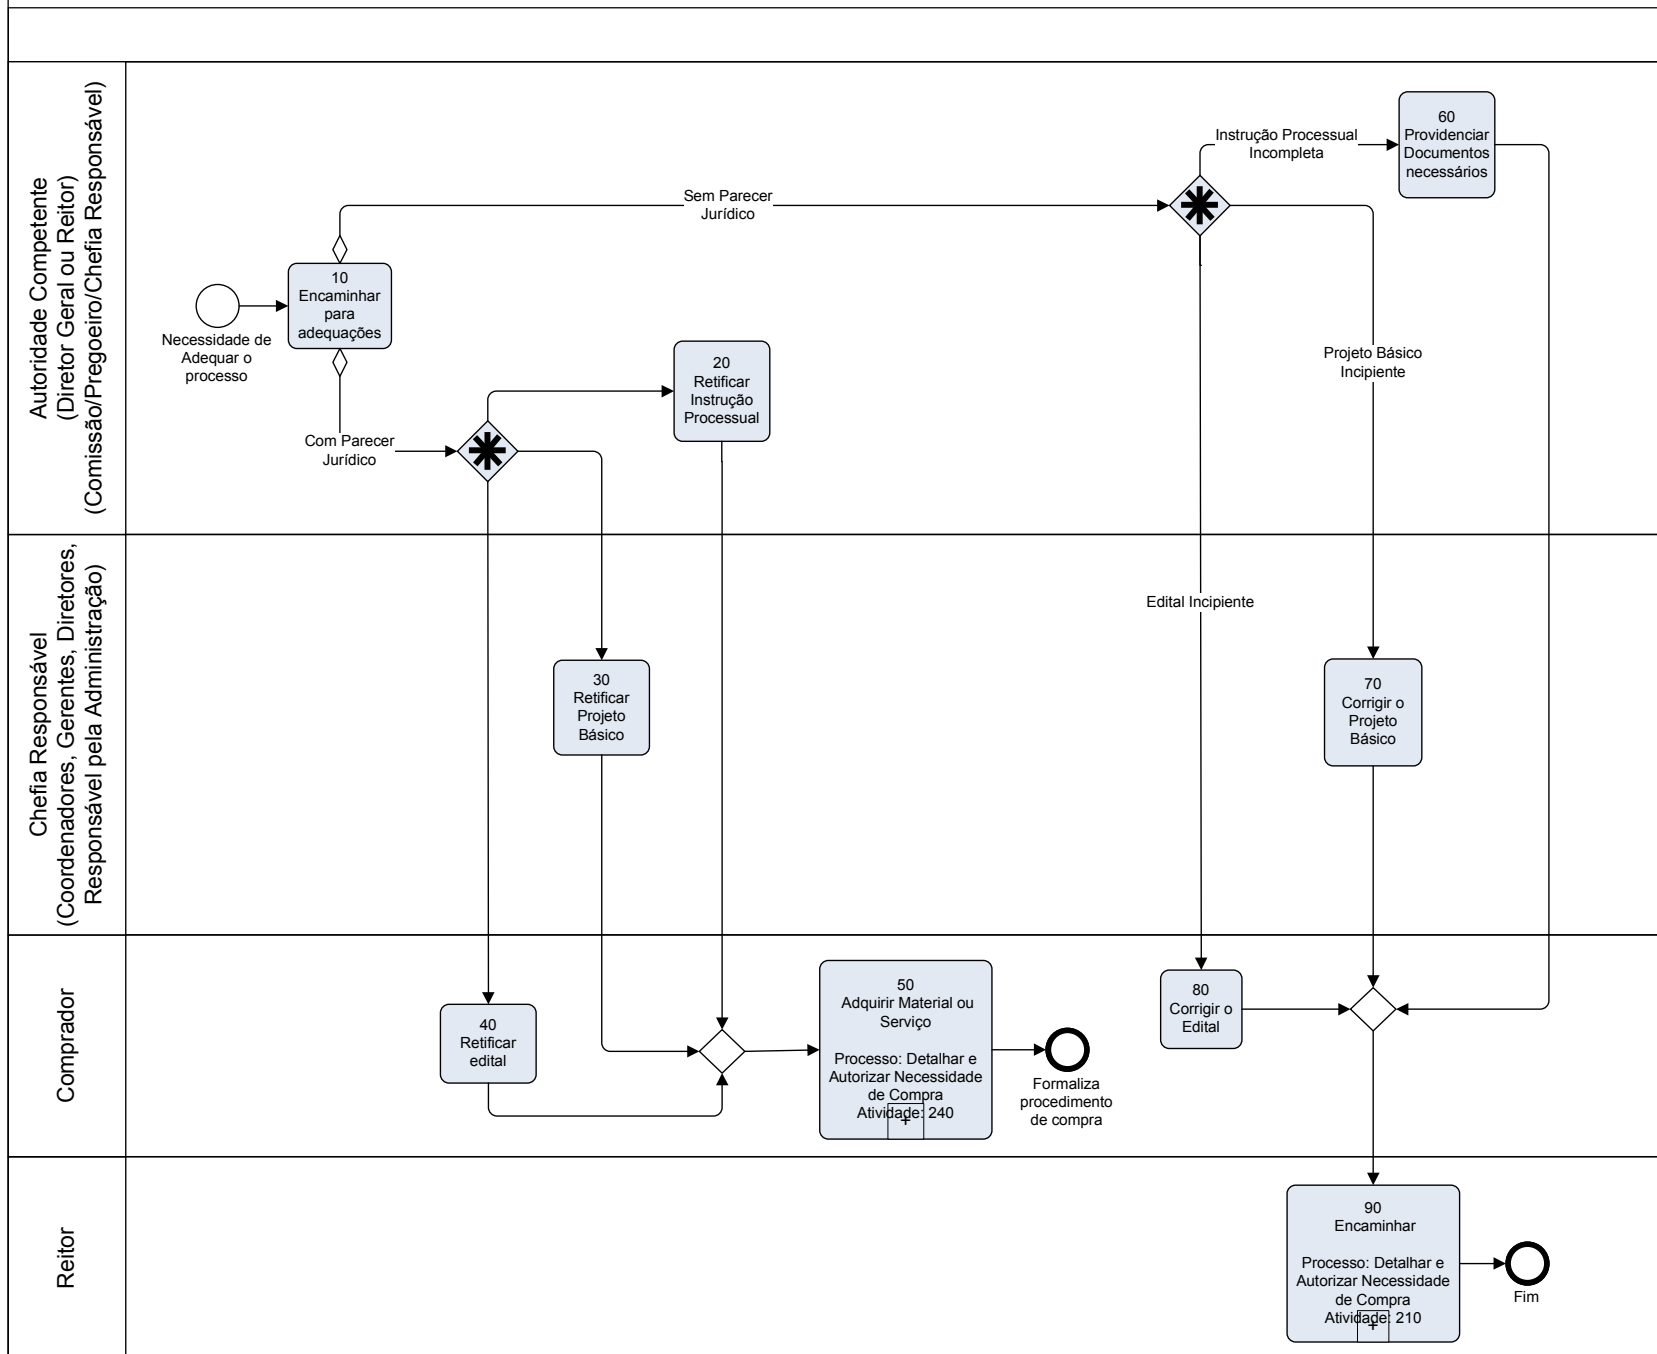 Autoridade Competente
(Diretor Geral ou Reitor)
(Comissão/Pregoeiro/Chefia Responsável)
Necessidade de
Adequar o
processo
10
Encaminhar
para
adequações
Sem Parecer
Jurídico
Com Parecer
Jurídico
20
Retificar
Instrução
Processual
Instrução Processual
Incompleta
60
Providenciar
Documentos
necessários
Projeto Básico
Incipiente
Edital Incipiente
Chefia Responsável
(Coordenadores, Gerentes, Diretores,
Responsável pela Administração)
30
Retificar
Projeto
Básico
70
Corrigir o
Projeto
Básico
Comprador
40
Retificar
edital
50
Adquirir Material ou
Serviço
Processo: Detalhar e
Autorizar Necessidade
de Compra
Atividade: 240
+
Formaliza
procedimento
de compra
80
Corrigir o
Edital
Reitor
90
Encaminhar
Processo: Detalhar e
Autorizar Necessidade
de Compra
Atividade: 210
+
Fim